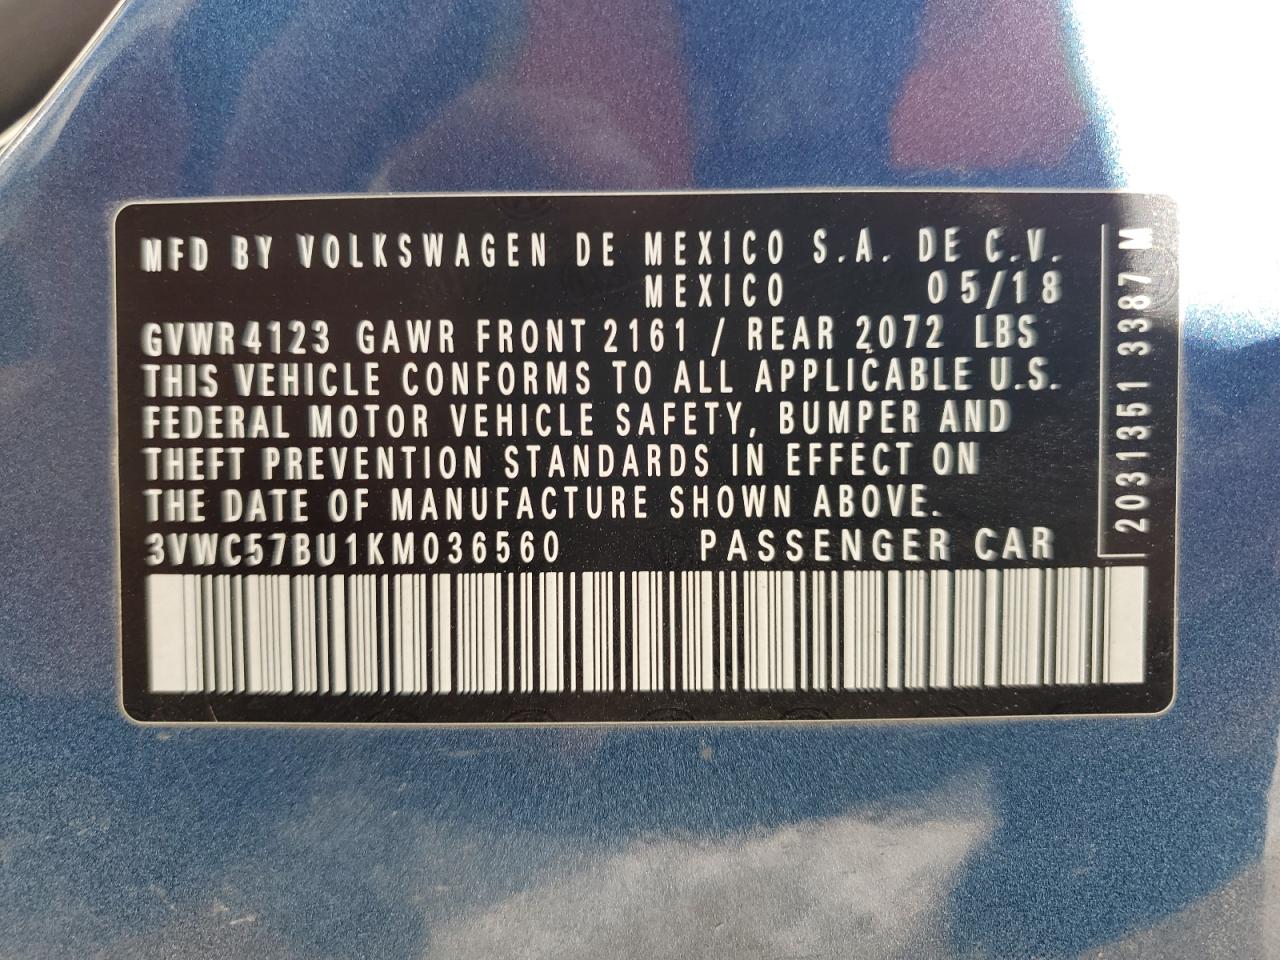 MFD BY VOLKSWAGEN DE MEXICO S.A. DE C.V.
MEXICO 05/18
GVWR 4123 GAWR FRONT 2161 / REAR 2072 LBS
THIS VEHICLE CONFORMS TO ALL APPLICABLE U.S.
FEDERAL MOTOR VEHICLE SAFETY, BUMPER AND
THEFT PREVENTION STANDARDS IN EFFECT ON
THE DATE OF MANUFACTURE SHOWN ABOVE.
3VWC57BU1KM036560 PASSENGER CAR
2031351 3387 M